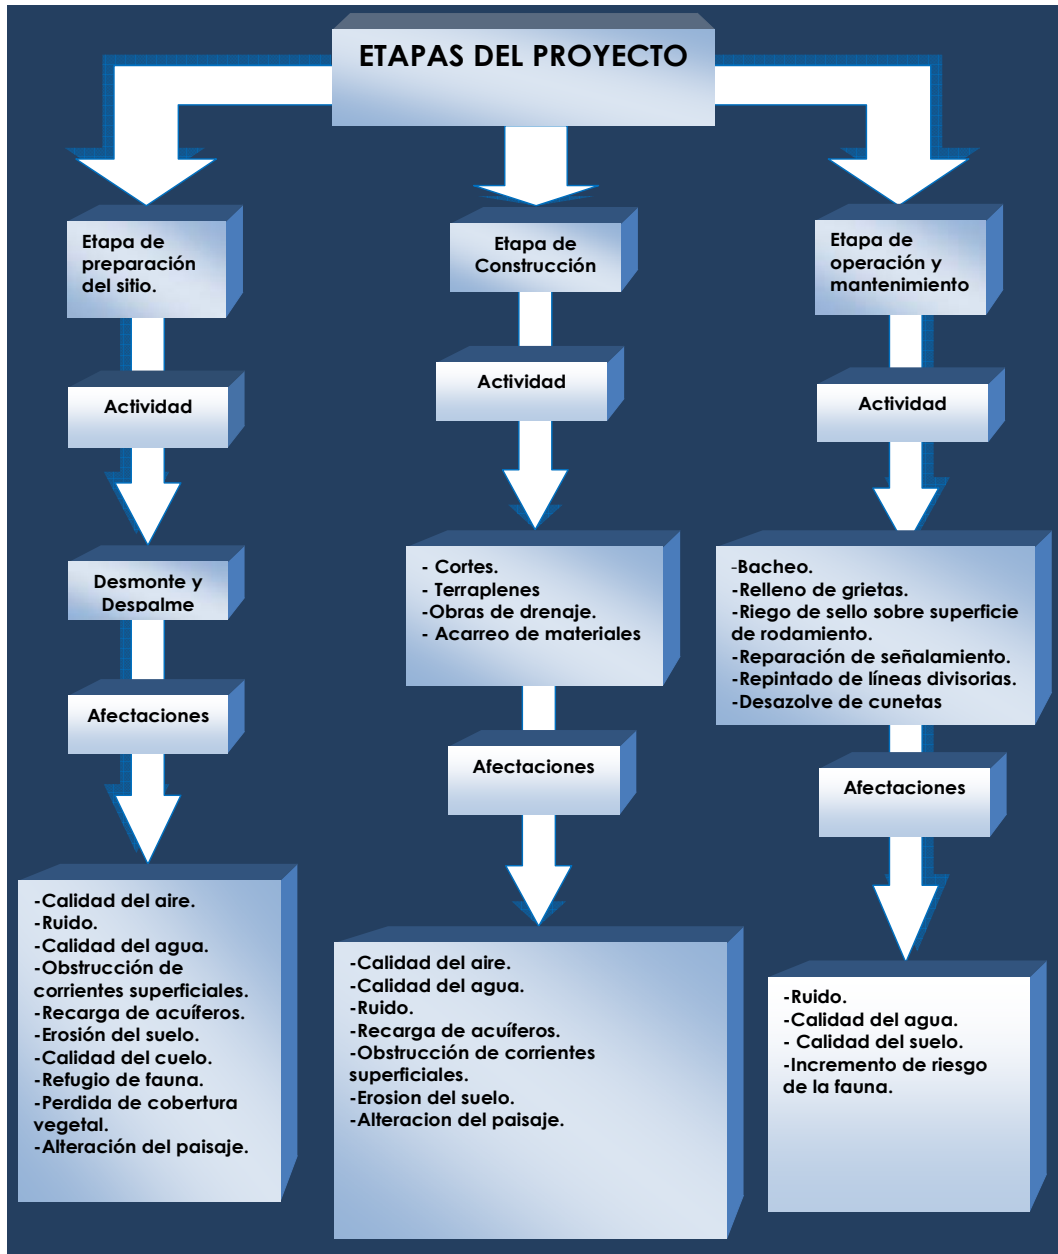 ETAPAS DEL PROYECTO
Etapa de
preparación
del sitio.
Actividad
Desmonte y
Despalme
Afectaciones
-Calidad del aire.
-Ruido.
-Calidad del agua.
-Obstrucción de
corrientes superficiales.
-Recarga de acuíferos.
-Erosión del suelo.
-Calidad del cuelo.
-Refugio de fauna.
-Perdida de cobertura
vegetal.
-Alteración del paisaje.
Etapa de
Construcción
Actividad
- Cortes.
- Terraplenes
-Obras de drenaje.
- Acarreo de materiales
Afectaciones
-Calidad del aire.
-Calidad del agua.
-Ruido.
-Recarga de acuíferos.
-Obstrucción de corrientes
superficiales.
-Erosion del suelo.
-Alteracion del paisaje.
Etapa de
operación y
mantenimiento
Actividad
-Bacheo.
-Relleno de grietas.
-Riego de sello sobre superficie
de rodamiento.
-Reparación de señalamiento.
-Repintado de líneas divisorias.
-Desazolve de cunetas
Afectaciones
-Ruido.
-Calidad del agua.
- Calidad del suelo.
-Incremento de riesgo
de la fauna.